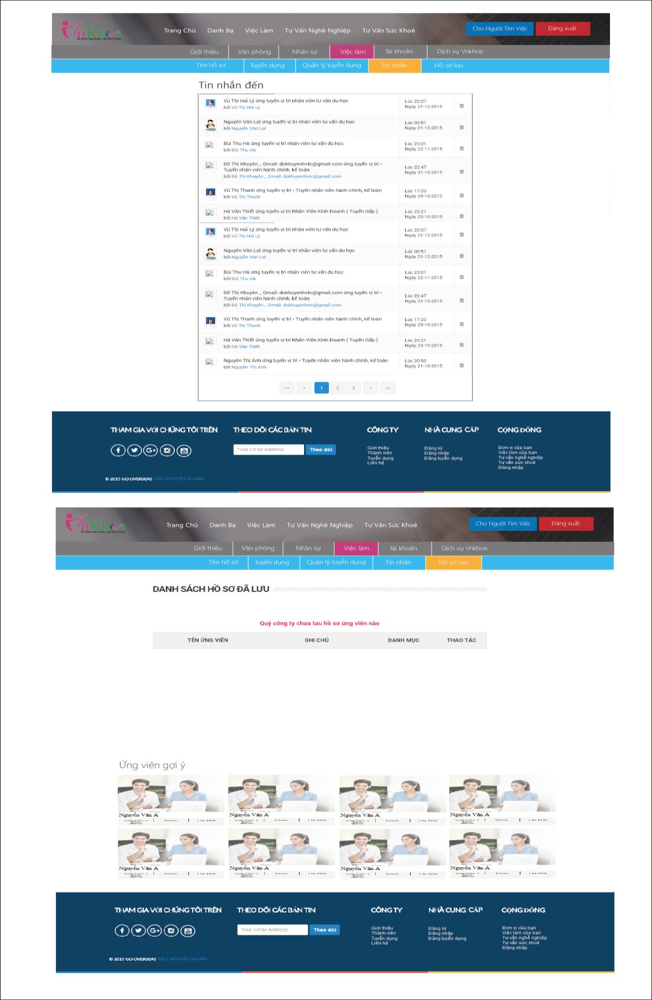 VnKhoe
Tôi khỏe, Bạn khỏe, Việt Nam khỏe
Trang Chủ Danh Bạ Việc Làm Tư Vấn Nghề Nghiệp Tư Vấn Sức Khoẻ
Cho Người Tìm Việc Đăng xuất
Giới thiệu Văn phòng Nhân sự Việc làm Tài khoản Dịch vụ Vnkhoe
Tìm hồ sơ Tuyển dụng Quản lý tuyển dụng Tin nhắn Hồ sơ lưu
Tin nhắn đến
Vũ Thị Hải Lý ứng tuyển vị trí nhân viên tư vấn du học Lúc 22:07
bởi Vũ Thị Hải Lý Ngày 21-12-2015
Nguyễn Văn Lợi ứng tuyển vị trí nhân viên tư vấn du học Lúc 09:51
bởi Nguyễn Văn Lợi Ngày 21-12-2015
Bùi Thu Hà ứng tuyển vị trí nhân viên tư vấn du học Lúc 23:01
bởi Bùi Thu Hà Ngày 22-11-2015
Đỗ Thị Khuyên _ Gmail: dokhuyenhvtc@gmail.com ứng tuyển vị trí •
Tuyển nhân viên hành chính, kế toán Lúc 22:47
bởi Đỗ Thị Khuyên _ Gmail: dokhuyenhvtc@gmail.com Ngày 31-10-2015
Vũ Thị Thanh ứng tuyển vị trí • Tuyển nhân viên hành chính, kế toán Lúc 17:33
bởi Vũ Thị Thanh Ngày 29-10-2015
Hà Văn Thiết ứng tuyển vị trí Nhân Viên Kinh Doanh ( Tuyển Gấp ) Lúc 23:21
bởi Hà Văn Thiết Ngày 23-10-2015
Vũ Thị Hải Lý ứng tuyển vị trí nhân viên tư vấn du học Lúc 22:07
bởi Vũ Thị Hải Lý Ngày 21-12-2015
Nguyễn Văn Lợi ứng tuyển vị trí nhân viên tư vấn du học Lúc 09:51
bởi Nguyễn Văn Lợi Ngày 21-12-2015
Bùi Thu Hà ứng tuyển vị trí nhân viên tư vấn du học Lúc 23:01
bởi Bùi Thu Hà Ngày 22-11-2015
Đỗ Thị Khuyên _ Gmail: dokhuyenhvtc@gmail.com ứng tuyển vị trí •
Tuyển nhân viên hành chính, kế toán Lúc 22:47
bởi Đỗ Thị Khuyên _ Gmail: dokhuyenhvtc@gmail.com Ngày 31-10-2015
Vũ Thị Thanh ứng tuyển vị trí • Tuyển nhân viên hành chính, kế toán Lúc 17:33
bởi Vũ Thị Thanh Ngày 29-10-2015
Hà Văn Thiết ứng tuyển vị trí Nhân Viên Kinh Doanh ( Tuyển Gấp ) Lúc 23:21
bởi Hà Văn Thiết Ngày 23-10-2015
Nguyễn Thị Ánh ứng tuyển vị trí • Tuyển nhân viên hành chính, kế toán Lúc 20:50
bởi Nguyễn Thị Ánh Ngày 21-10-2015
<< < 1 2 3 > >>
THAM GIA VỚI CHÚNG TÔI TRÊN THEO DÕI CÁC BẢN TIN CÔNG TY NHÀ CUNG CẤP CỘNG ĐỒNG
Your Email Address Theo dõi
Giới thiệu
Thành viên
Tuyển dụng
Liên hệ
Đăng ký
Đăng nhập
Đăng tuyển dụng
Đơn vị của bạn
Việc làm của bạn
Tư vấn nghề nghiệp
Tư vấn sức khoẻ
Đăng nhập
© 2015 GO OVERSEAS BẢO MẬT ĐIỀU KHOẢN
VnKhoe
Tôi khỏe, Bạn khỏe, Việt Nam khỏe
Trang Chủ Danh Bạ Việc Làm Tư Vấn Nghề Nghiệp Tư Vấn Sức Khoẻ
Cho Người Tìm Việc Đăng xuất
Giới thiệu Văn phòng Nhân sự Việc làm Tài khoản Dịch vụ Vnkhoe
Tìm hồ sơ Tuyển dụng Quản lý tuyển dụng Tin nhắn Hồ sơ lưu
DANH SÁCH HỒ SƠ ĐÃ LƯU
Quý công ty chưa lưu hồ sơ ứng viên nào
TÊN ỨNG VIÊN GHI CHÚ DANH MỤC THAO TÁC
Ứng viên gợi ý
Nguyễn Văn A Nguyễn Văn A Nguyễn Văn A Nguyễn Văn A
Nguyễn Văn A Nguyễn Văn A Nguyễn Văn A Nguyễn Văn A
THAM GIA VỚI CHÚNG TÔI TRÊN THEO DÕI CÁC BẢN TIN CÔNG TY NHÀ CUNG CẤP CỘNG ĐỒNG
Your Email Address Theo dõi
Giới thiệu
Thành viên
Tuyển dụng
Liên hệ
Đăng ký
Đăng nhập
Đăng tuyển dụng
Đơn vị của bạn
Việc làm của bạn
Tư vấn nghề nghiệp
Tư vấn sức khoẻ
Đăng nhập
© 2015 GO OVERSEAS BẢO MẬT ĐIỀU KHOẢN